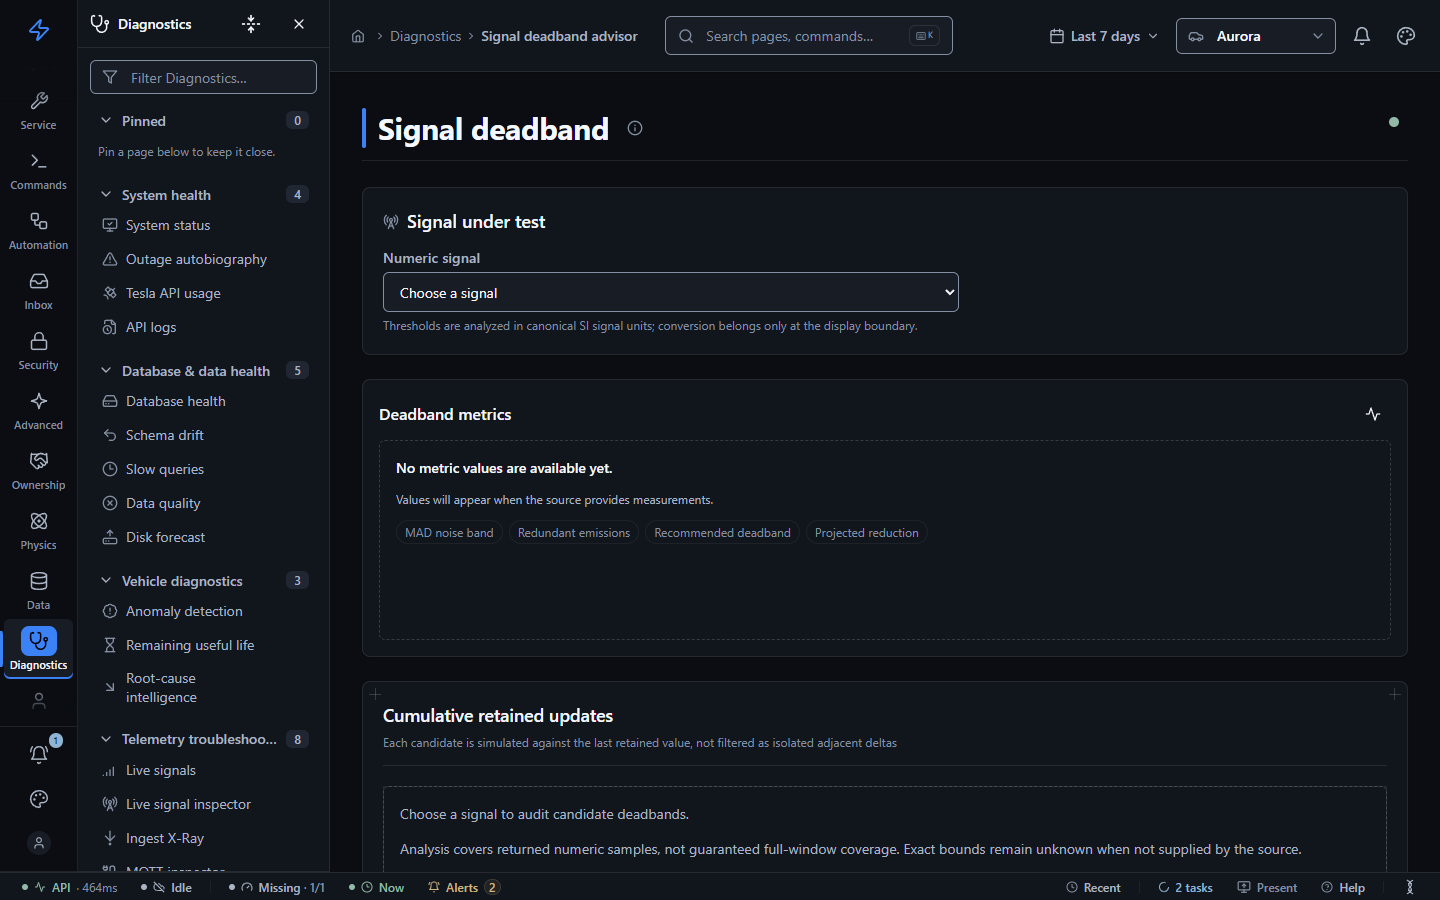 Diagnostics
Diagnostics
Signal deadband advisor
Search pages, commands...
K
Last 7 days
Aurora
Filter Diagnostics...
Service
Commands
Automation
Inbox
Security
Advanced
Ownership
Physics
Data
Diagnostics
1
Pinned
0
Pin a page below to keep it close.
System health
4
System status
Outage autobiography
Tesla API usage
API logs
Database & data health
5
Database health
Schema drift
Slow queries
Data quality
Disk forecast
Vehicle diagnostics
3
Anomaly detection
Remaining useful life
Root-cause
intelligence
Telemetry troubleshoo...
8
Live signals
Live signal inspector
Ingest X-Ray
MQTT inspector
Signal deadband
Signal under test
Numeric signal
Choose a signal
Thresholds are analyzed in canonical SI signal units; conversion belongs only at the display boundary.
Deadband metrics
No metric values are available yet.
Values will appear when the source provides measurements.
MAD noise band
Redundant emissions
Recommended deadband
Projected reduction
Cumulative retained updates
Each candidate is simulated against the last retained value, not filtered as isolated adjacent deltas
Choose a signal to audit candidate deadbands.
Analysis covers returned numeric samples, not guaranteed full-window coverage. Exact bounds remain unknown when not supplied by the source.
API · 464ms
Idle
Missing · 1/1
Now
Alerts 2
Recent
2 tasks
Present
Help